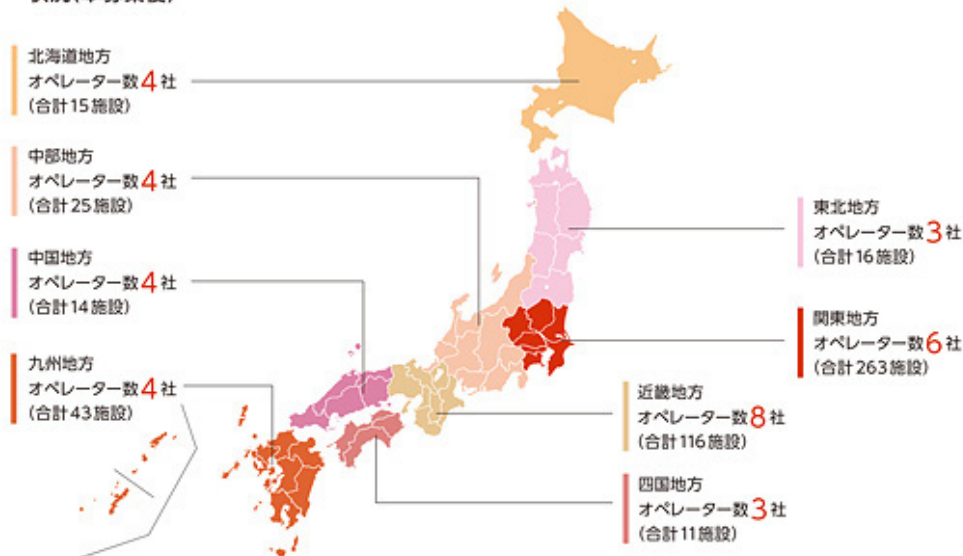 北海道地方
オペレーター数4社
(合計15施設)
中部地方
オペレーター数4社
(合計25施設)
中国地方
オペレーター数4社
(合計14施設)
九州地方
オペレーター数4社
(合計43施設)
東北地方
オペレーター数3社
(合計16施設)
関東地方
オペレーター数6社
(合計263施設)
近畿地方
オペレーター数8社
(合計116施設)
四国地方
オペレーター数3社
(合計11施設)